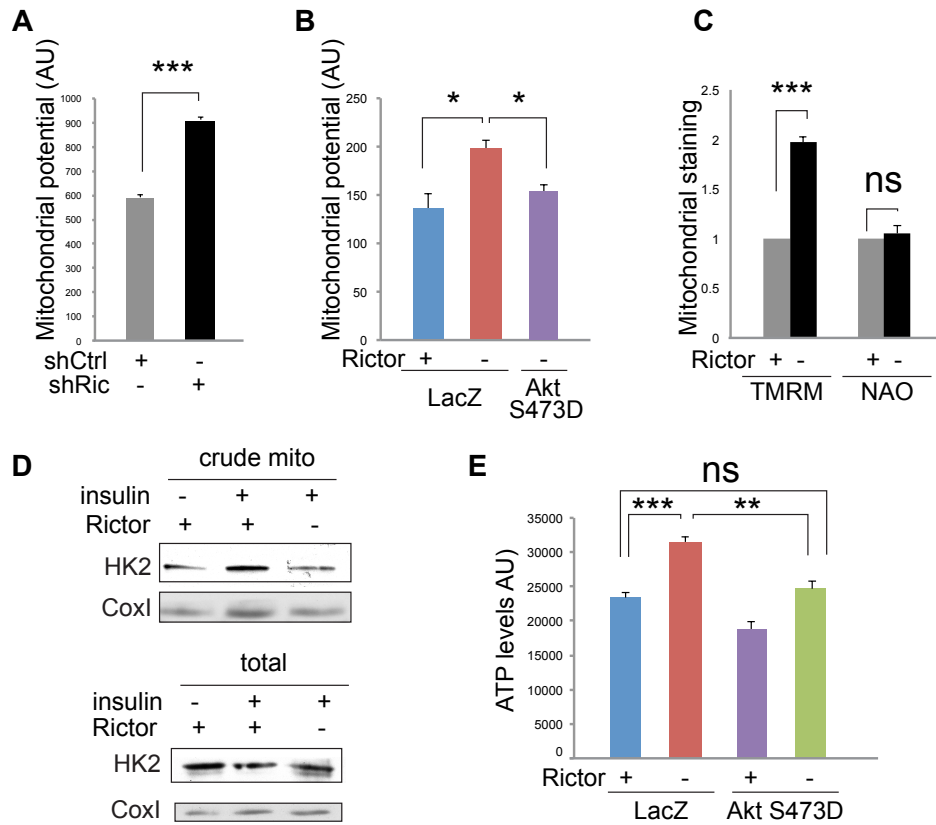 A
Mitochondrial potential (AU)
***
1000
900
800
700
600
500
400
300
200
100
0
shCtrl + -
shRic - +
B
Mitochondrial potential (AU)
* *
250
200
150
100
50
0
Rictor + - -
LacZ Akt
S473D
C
Mitochondrial staining
2.5
2
1.5
1
0.5
0
***
ns
Rictor + - + -
TMRM NAO
D
crude mito
insulin - + +
Rictor + + -
HK2
CoxI
total
insulin - + +
Rictor + + -
HK2
CoxI
E
ATP levels AU
ns
*** **
35000
30000
25000
20000
15000
10000
5000
0
Rictor + - + -
LacZ Akt S473D